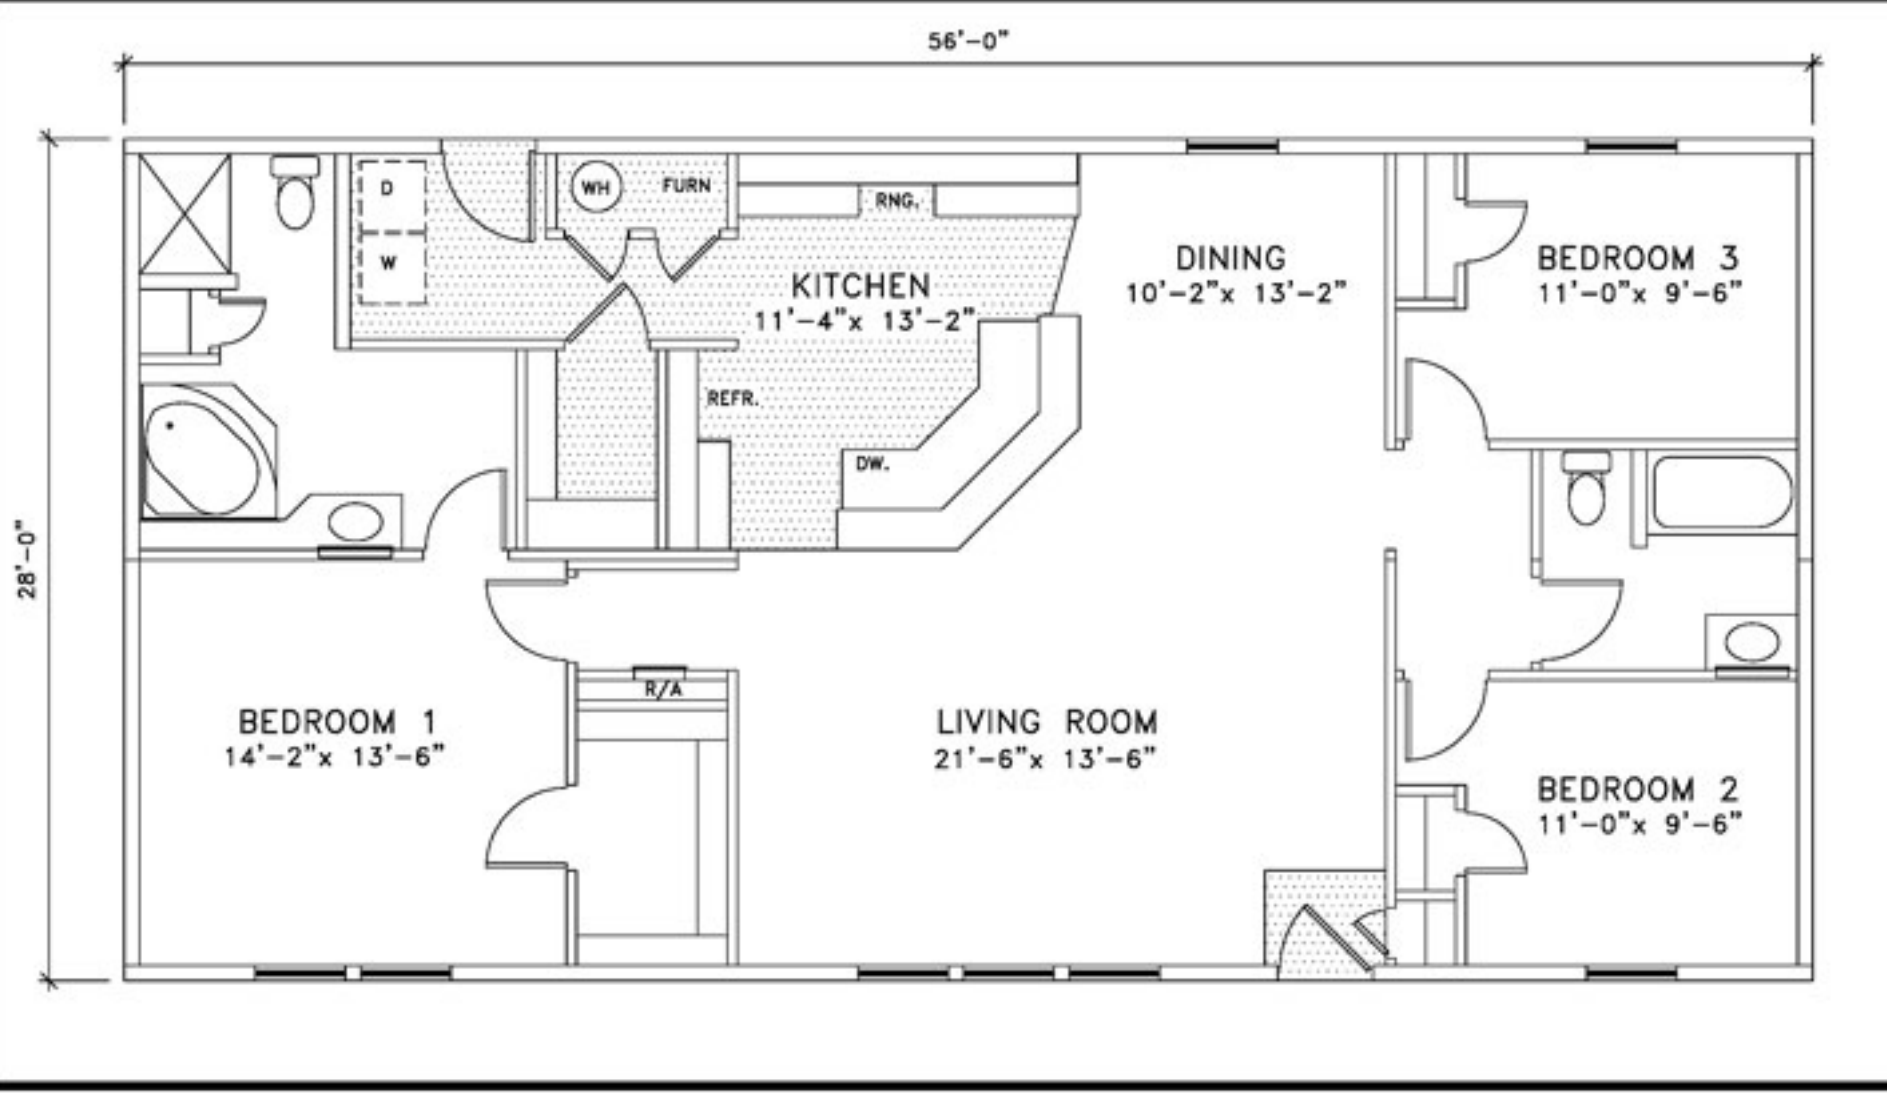 56'-0"
28'-0"
D
W
WH
FURN
RNG.
KITCHEN
11'-4"x 13'-2"
REFR.
DW.
DINING
10'-2"x 13'-2"
BEDROOM 3
11'-0"x 9'-6"
R/A
BEDROOM 1
14'-2"x 13'-6"
LIVING ROOM
21'-6"x 13'-6"
BEDROOM 2
11'-0"x 9'-6"